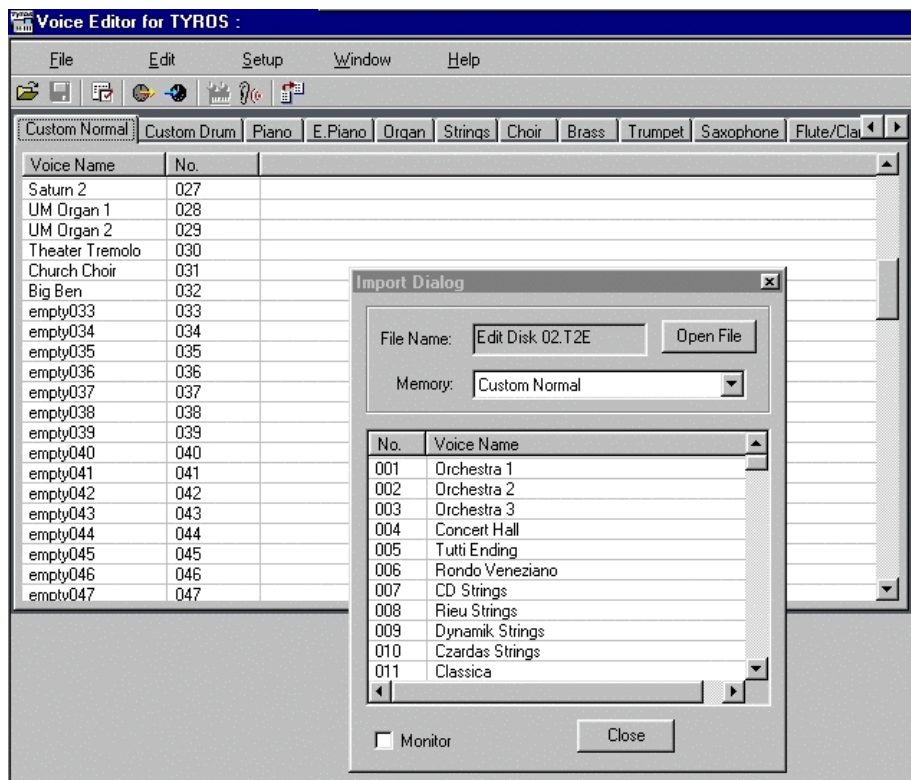 Voice Editor for TYROS :
File Edit Setup Window Help
Custom Normal Custom Drum Piano E.Piano Organ Strings Choir Brass Trumpet Saxophone Flute/Clar
Voice Name No.
Saturn 2 027
UM Organ 1 028
UM Organ 2 029
Theater Tremolo 030
Church Choir 031
Big Ben 032
empty033 033
empty034 034
empty035 035
empty036 036
empty037 037
empty038 038
empty039 039
empty040 040
empty041 041
empty042 042
empty043 043
empty044 044
empty045 045
empty046 046
empty047 047
Import Dialog
File Name: Edit Disk 02.T2E Open File
Memory: Custom Normal
No. Voice Name
001 Orchestra 1
002 Orchestra 2
003 Orchestra 3
004 Concert Hall
005 Tutti Ending
006 Rondo Veneziano
007 CD Strings
008 Rieu Strings
009 Dynamik Strings
010 Czardas Strings
011 Classica
Monitor Close